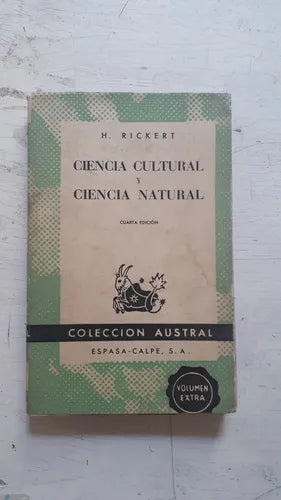 H. RICKERT
CIENCIA CULTURAL
Y
CIENCIA NATURAL
CUARTA EDICIÓN
COLECCION AUSTRAL
ESPASA-CALPE, S. A.
VOLUMEN
EXTRA